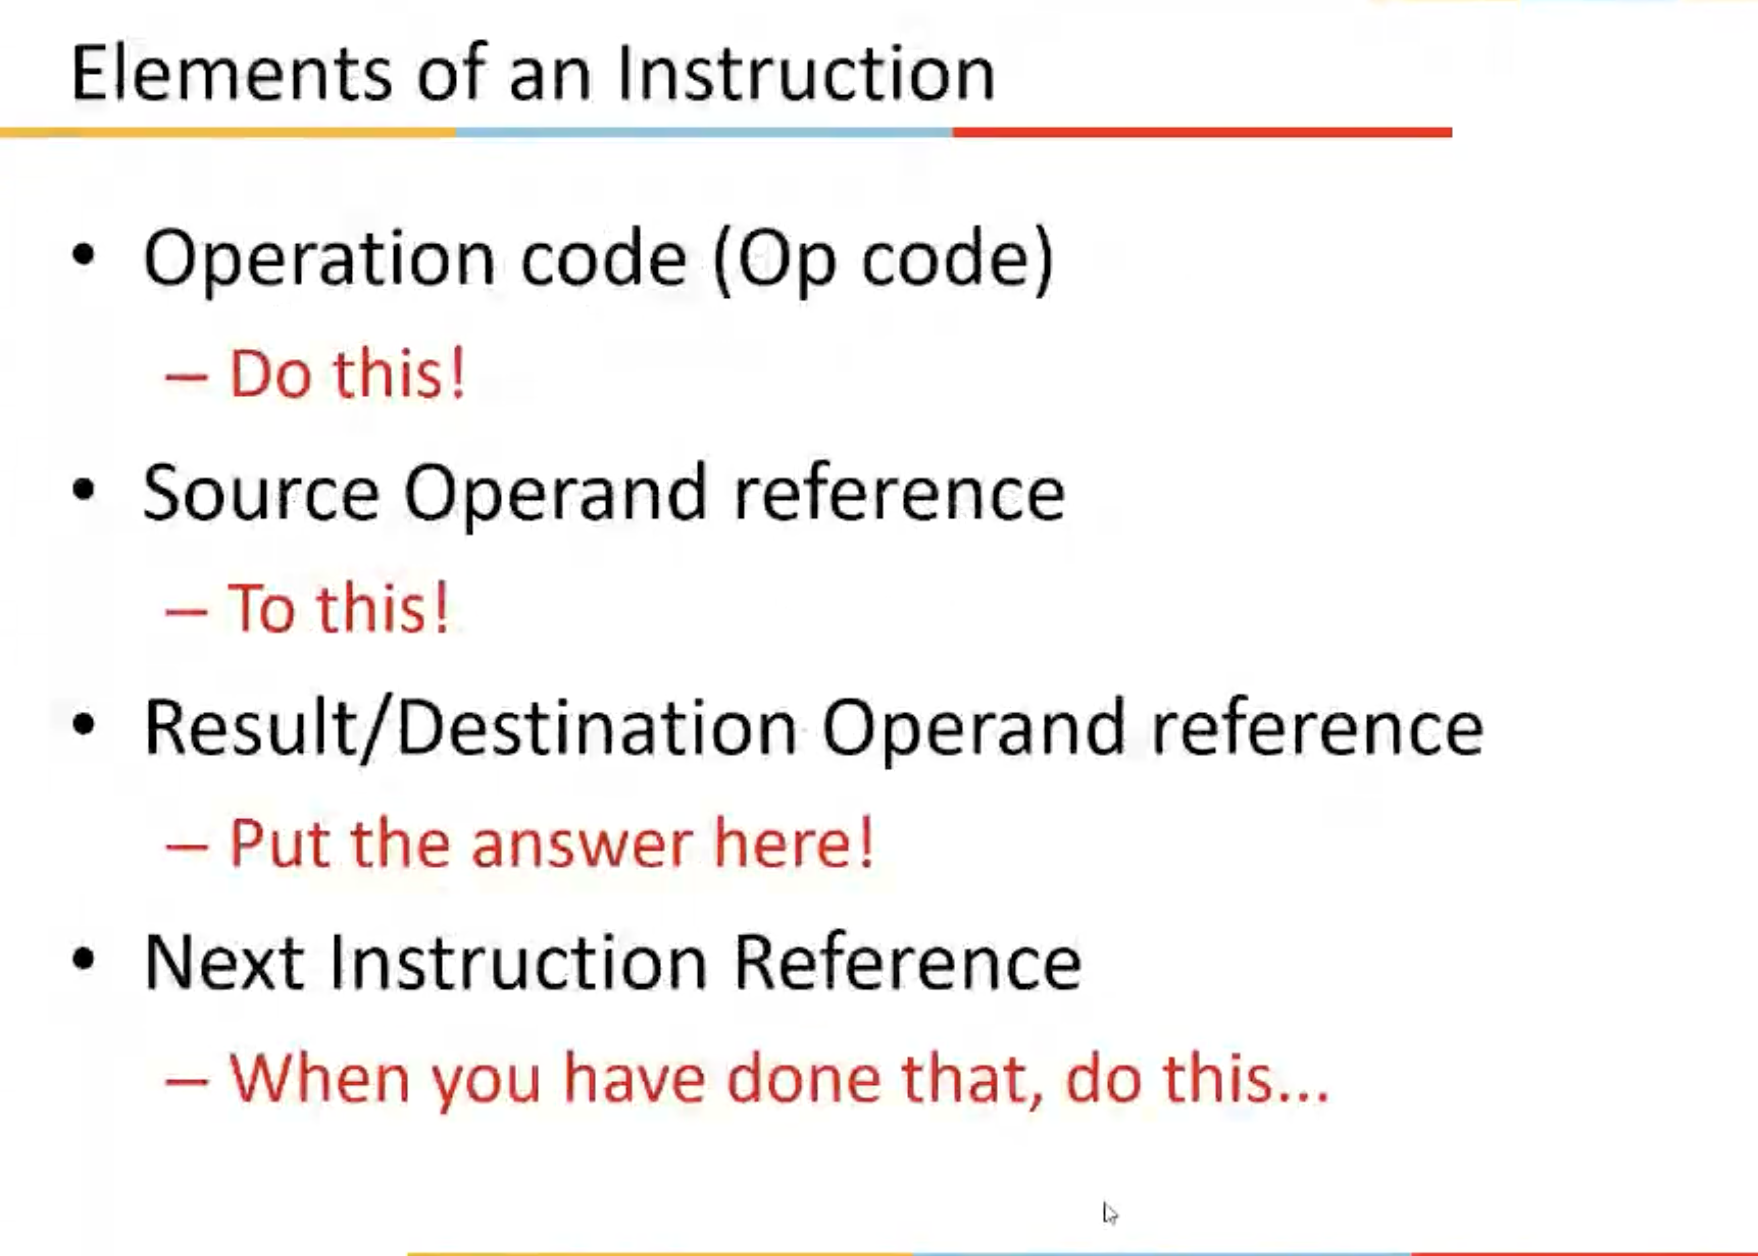 Elements of an Instruction
• Operation code (Op code)
– Do this!
• Source Operand reference
– To this!
• Result/Destination Operand reference
– Put the answer here!
• Next Instruction Reference
– When you have done that, do this...